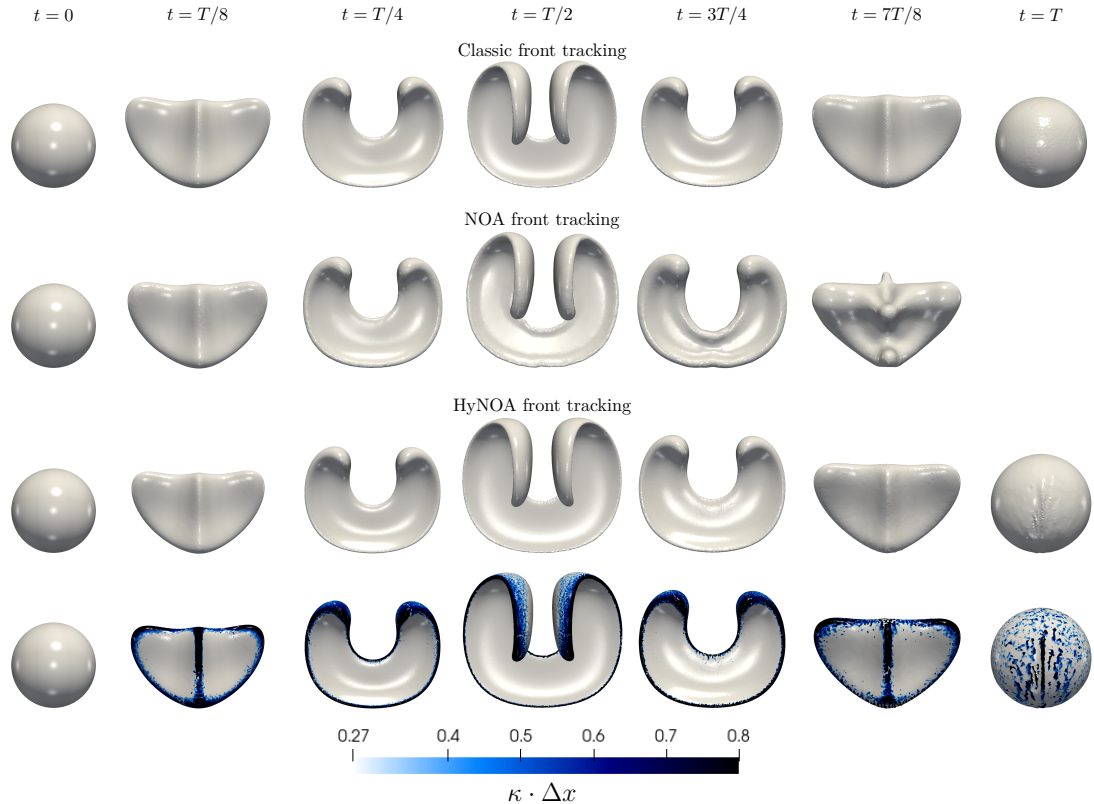 t = 0 t = T/8 t = T/4 t = T/2 t = 3T/4 t = 7T/8 t = T
Classic front tracking
NOA front tracking
HyNOA front tracking
0.27 0.4 0.5 0.6 0.7 0.8
κ · Δx